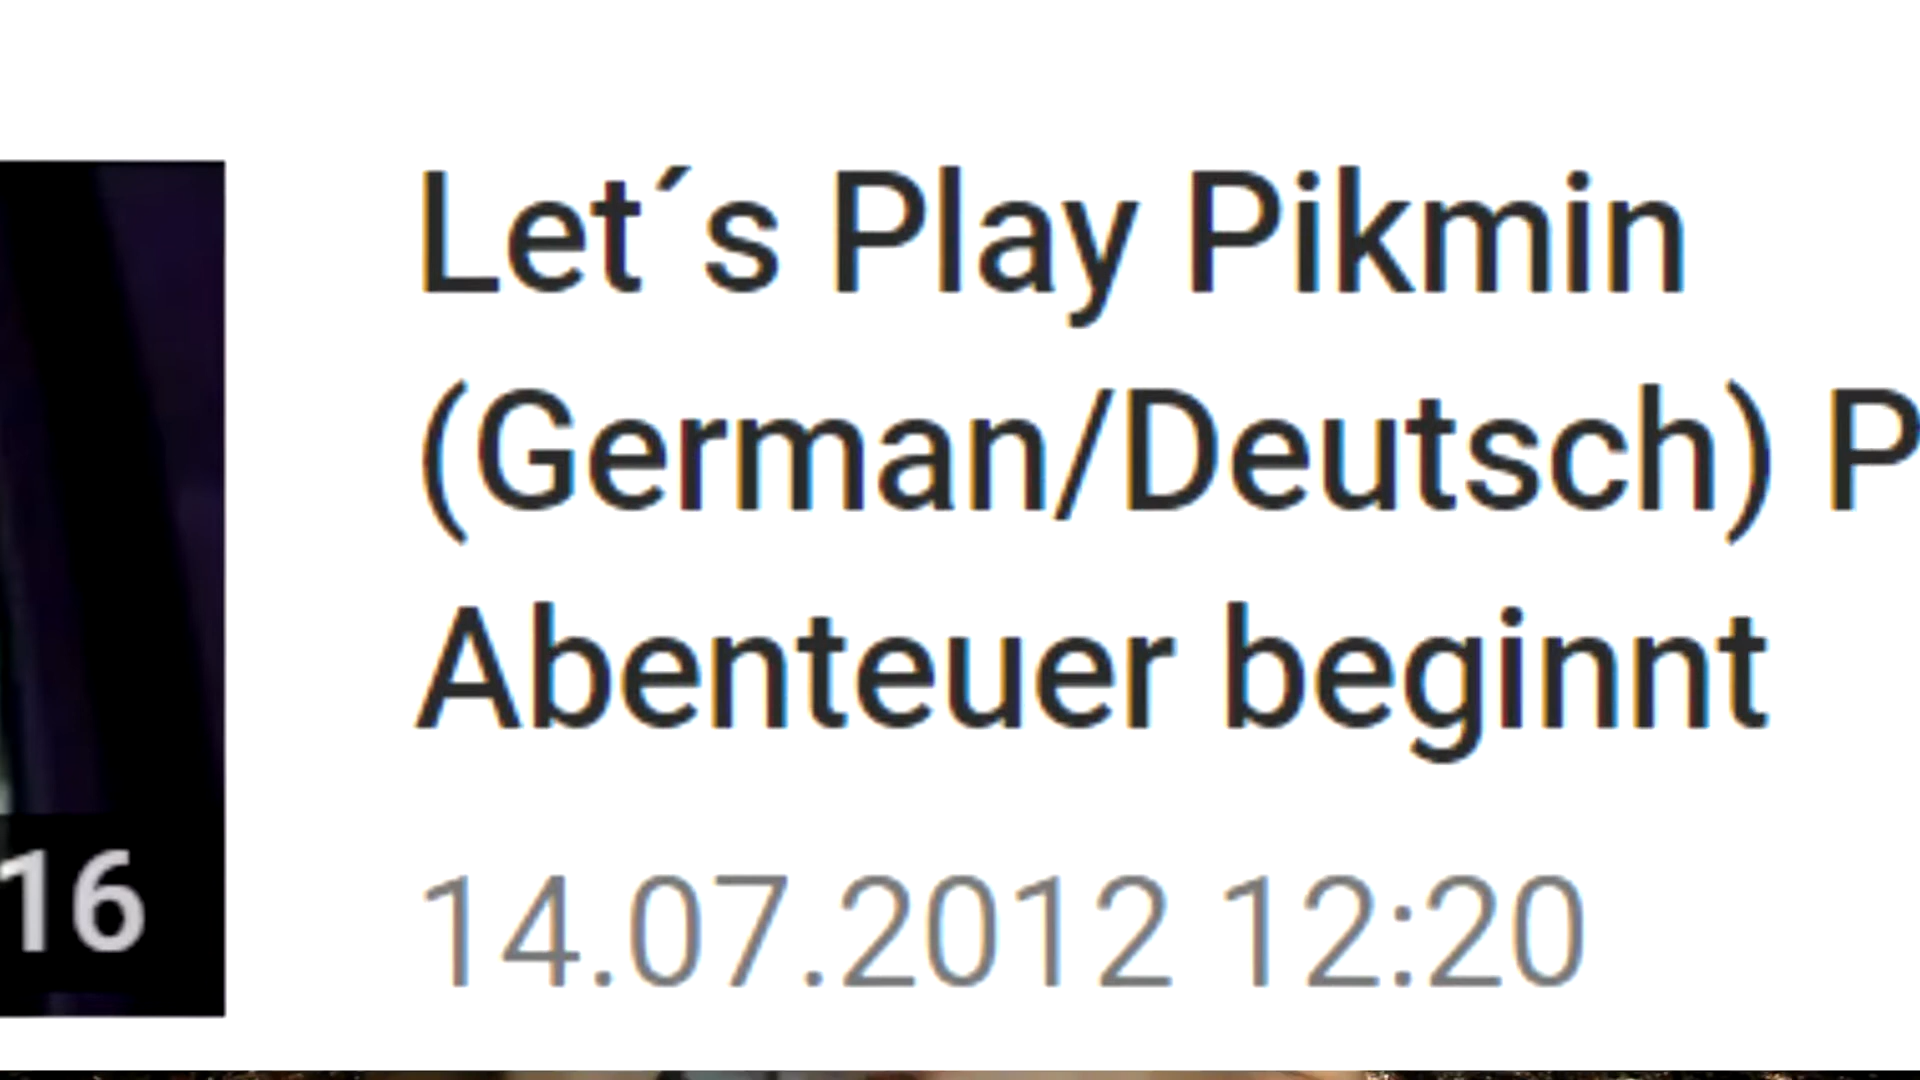 Let´s Play Pikmin
(German/Deutsch) P
Abenteuer beginnt
14.07.2012 12:20
16